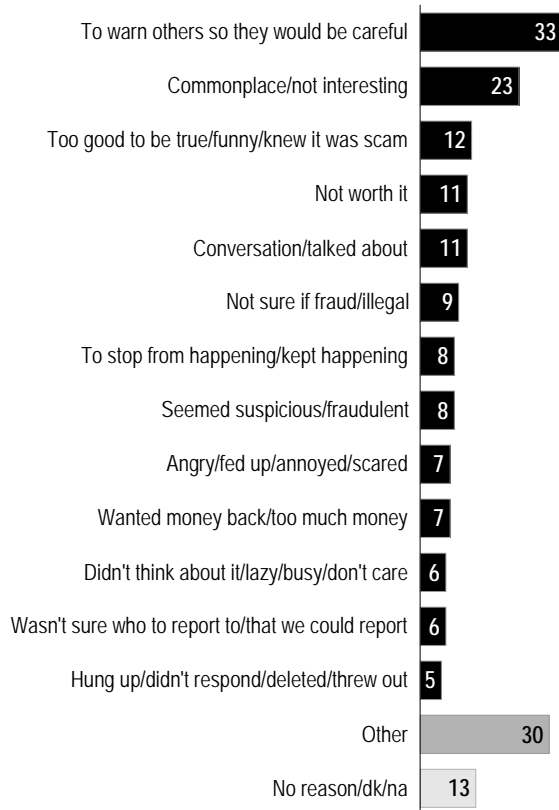 To warn others so they would be careful 33
Commonplace/not interesting 23
Too good to be true/funny/knew it was scam 12
Not worth it 11
Conversation/talked about 11
Not sure if fraud/illegal 9
To stop from happening/kept happening 8
Seemed suspicious/fraudulent 8
Angry/fed up/annoyed/scared 7
Wanted money back/too much money 7
Didn't think about it/lazy/busy/don't care 6
Wasn't sure who to report to/that we could report 6
Hung up/didn't respond/deleted/threw out 5
Other 30
No reason/dk/na 13